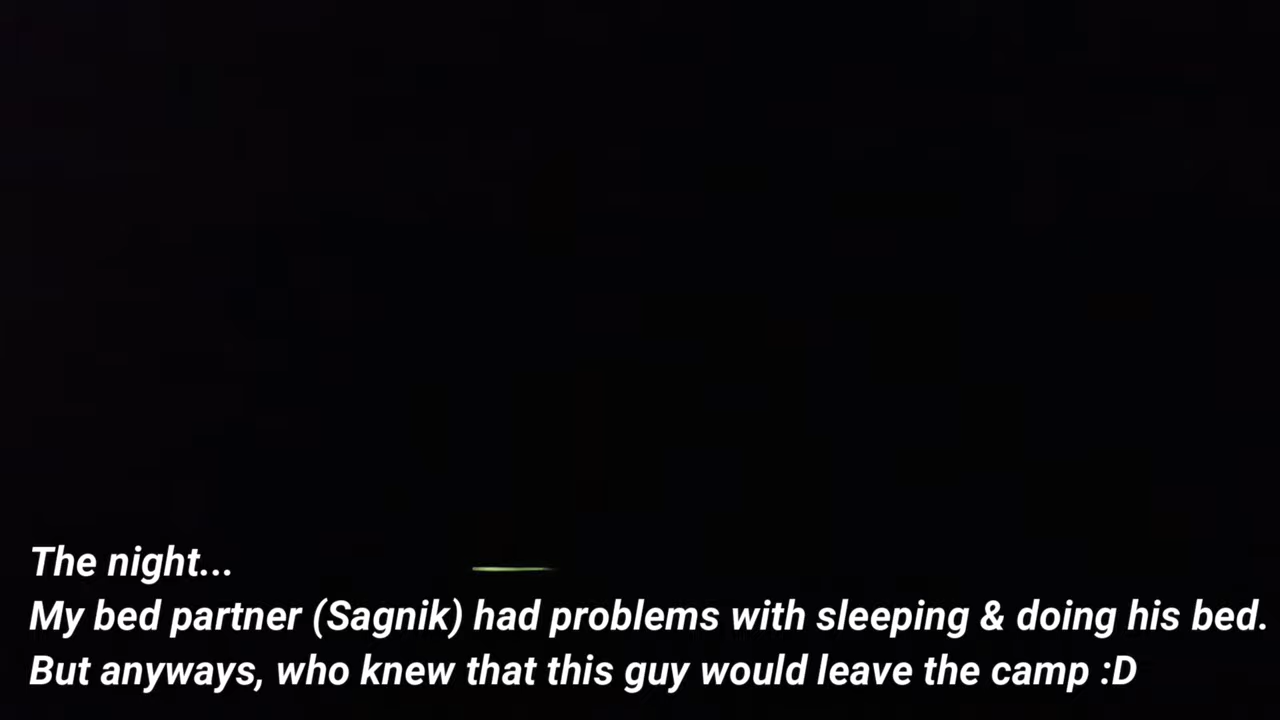 The night...
My bed partner (Sagnik) had problems with sleeping & doing his bed.
But anyways, who knew that this guy would leave the camp :D